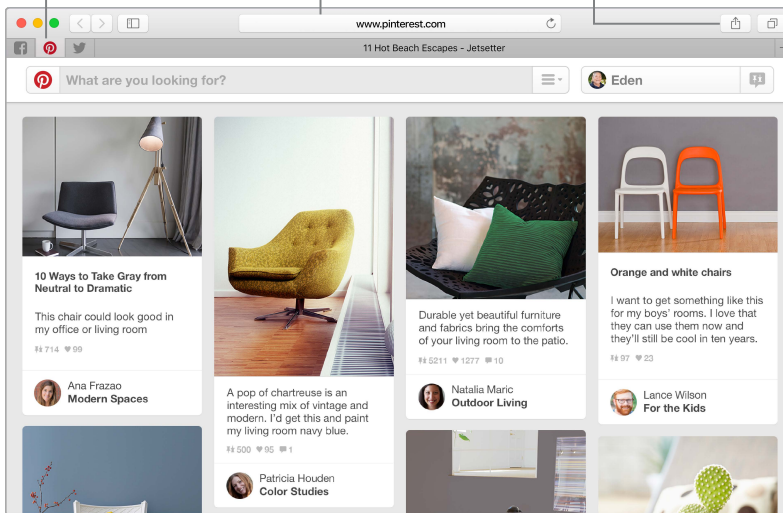 www.pinterest.com
11 Hot Beach Escapes - Jetsetter
What are you looking for?
Eden
10 Ways to Take Gray from
Neutral to Dramatic
This chair could look good in
my office or living room
714 99
Ana Frazao
Modern Spaces
A pop of chartreuse is an
interesting mix of vintage and
modern. I'd get this and paint
my living room navy blue.
500 95 1
Patricia Houden
Color Studies
Durable yet beautiful furniture
and fabrics bring the comforts
of your living room to the patio.
5211 1277 10
Natalia Maric
Outdoor Living
Orange and white chairs
I want to get something like this
for my boys' rooms. I love that
they can use them now and
they'll still be cool in ten years.
97 23
Lance Wilson
For the Kids